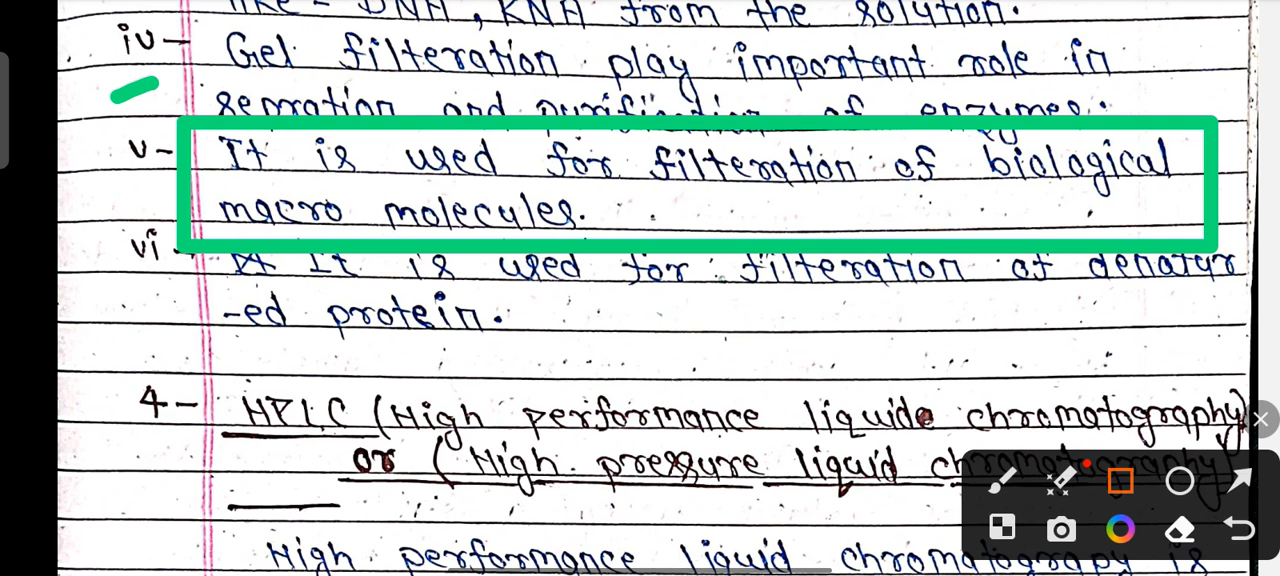 like - DNA, RNA from the solution.
iv- Gel filteration play important role in
seperation and purification of enzymes.
v- It is used for filteration of biological
macro molecules.
vi It is used for filteration of denatur
-ed protein.
4- HPLC (High performance liquide chromatography)
or (High pressure liquid chromatography)
High performance liquid chromatograpy is